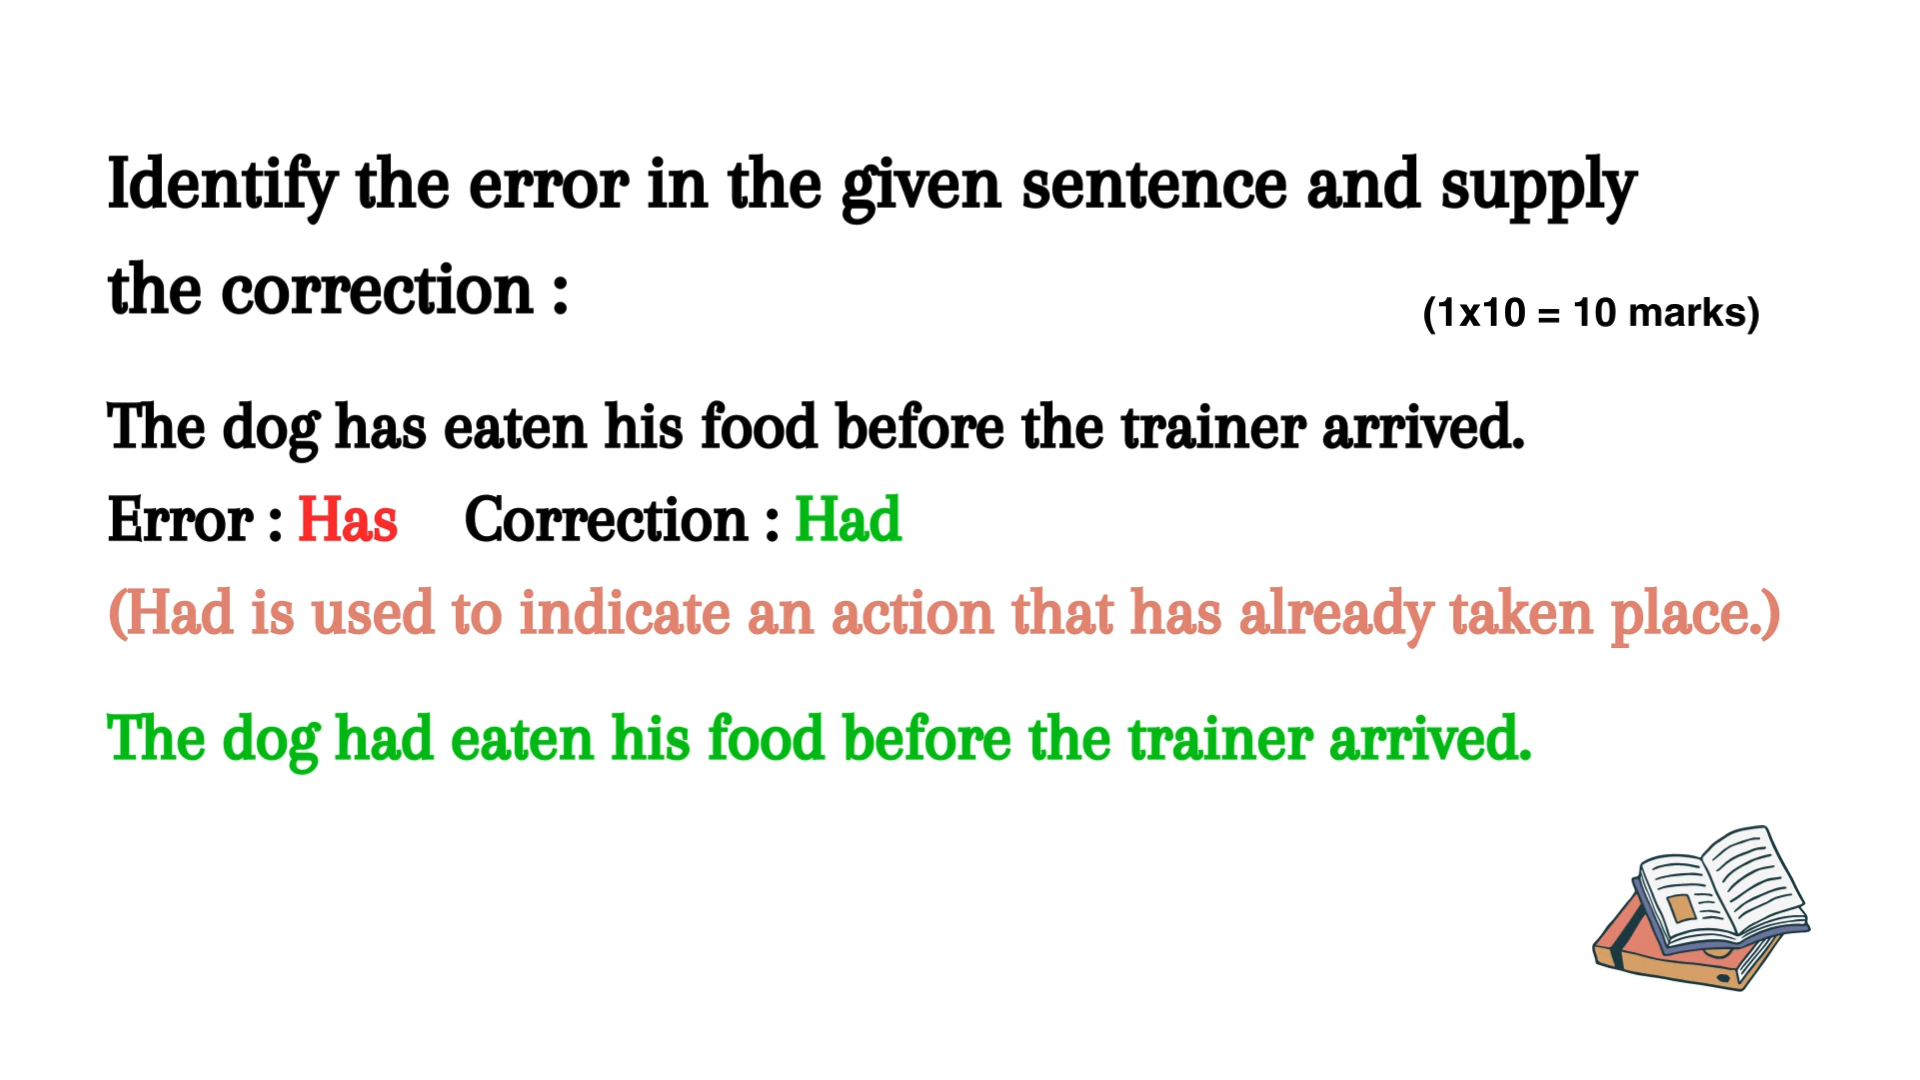 Identify the error in the given sentence and supply
the correction :
(1x10 = 10 marks)
The dog has eaten his food before the trainer arrived.
Error : Has Correction : Had
(Had is used to indicate an action that has already taken place.)
The dog had eaten his food before the trainer arrived.